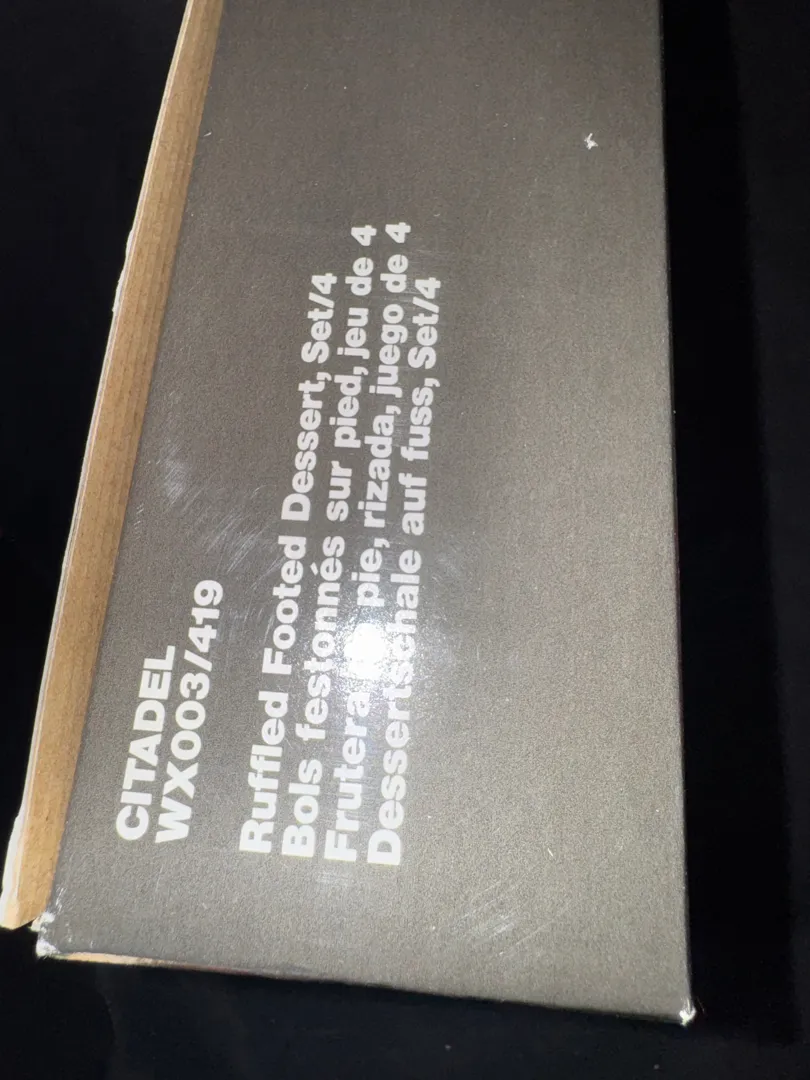 CITADEL
WX003/419
Ruffled Footed Dessert, Set/4
Bols festonnés sur pied, jeu de 4
Frutera pie, rizada, juego de 4
Dessertschale auf fuss, Set/4